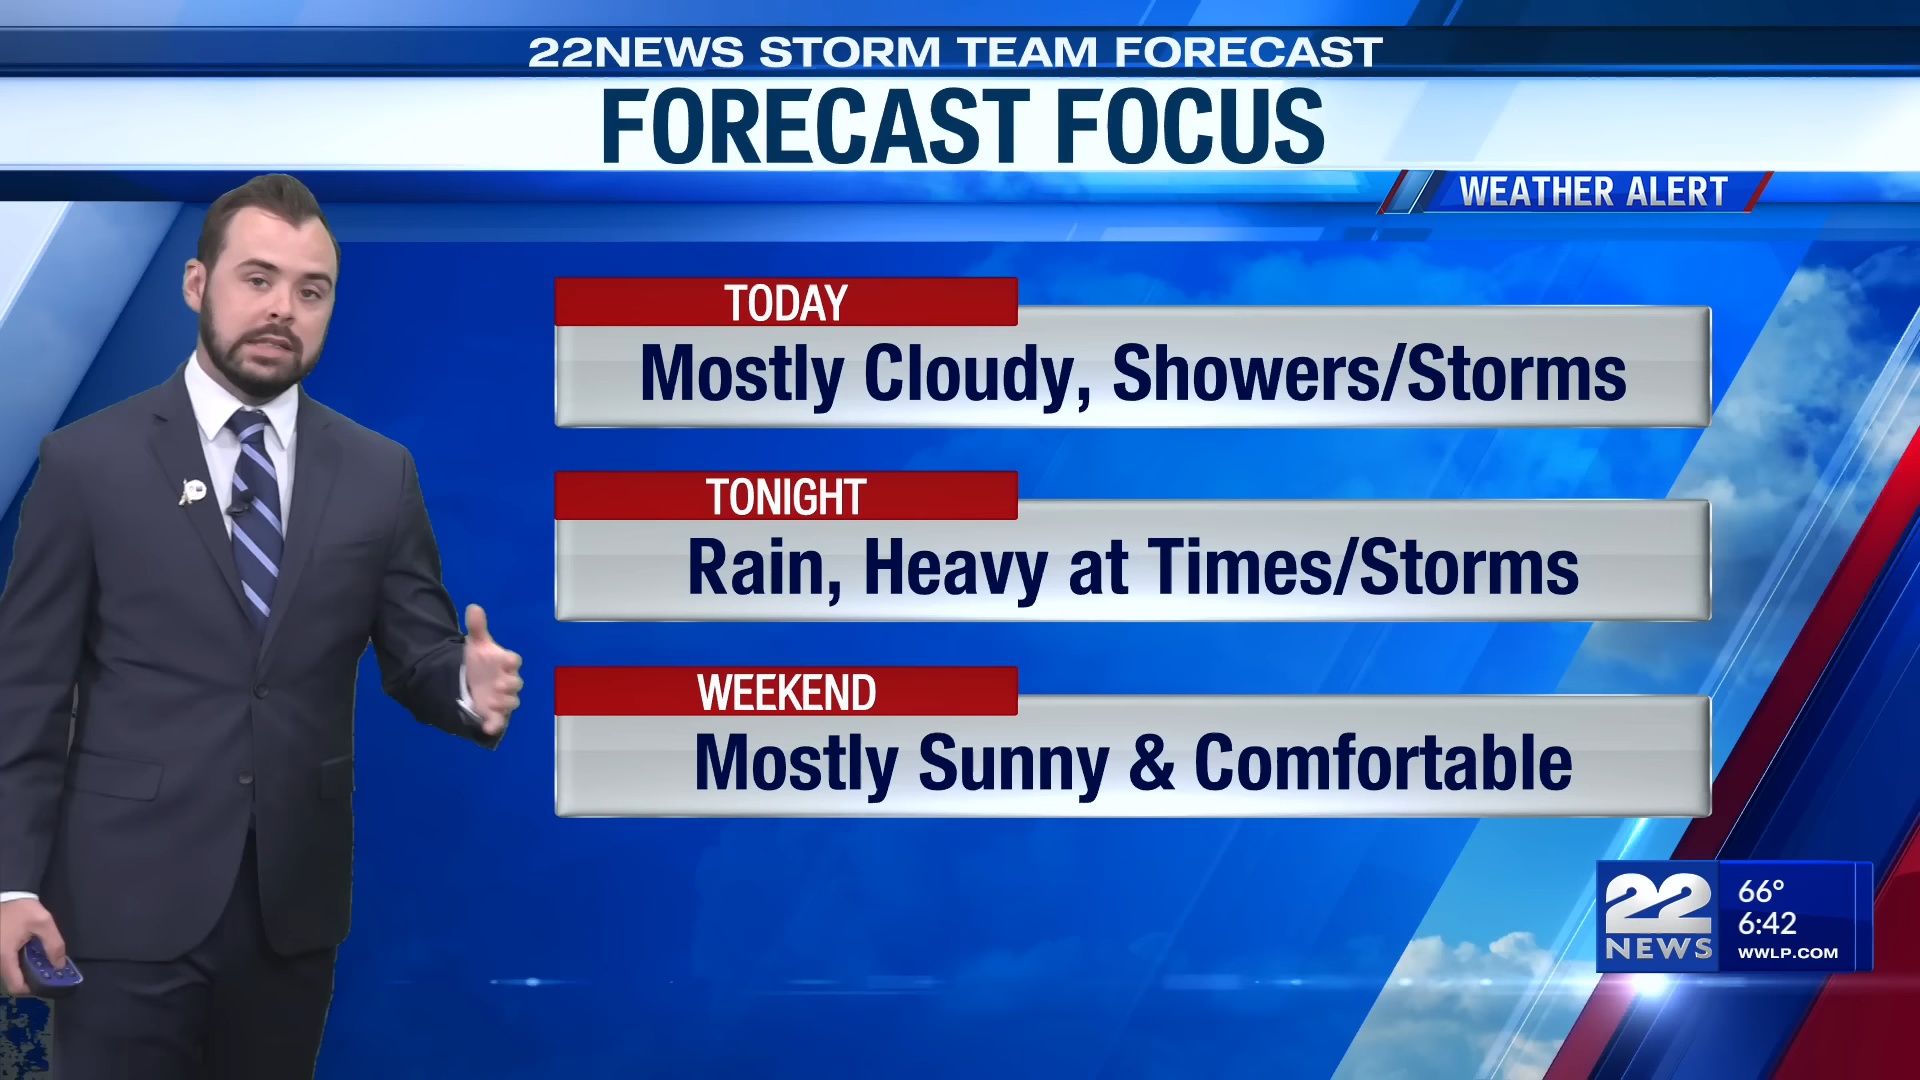 22NEWS STORM TEAM FORECAST
FORECAST FOCUS
WEATHER ALERT
TODAY
Mostly Cloudy, Showers/Storms
TONIGHT
Rain, Heavy at Times/Storms
WEEKEND
Mostly Sunny & Comfortable
22
NEWS
66°
6:42
WWLP.COM